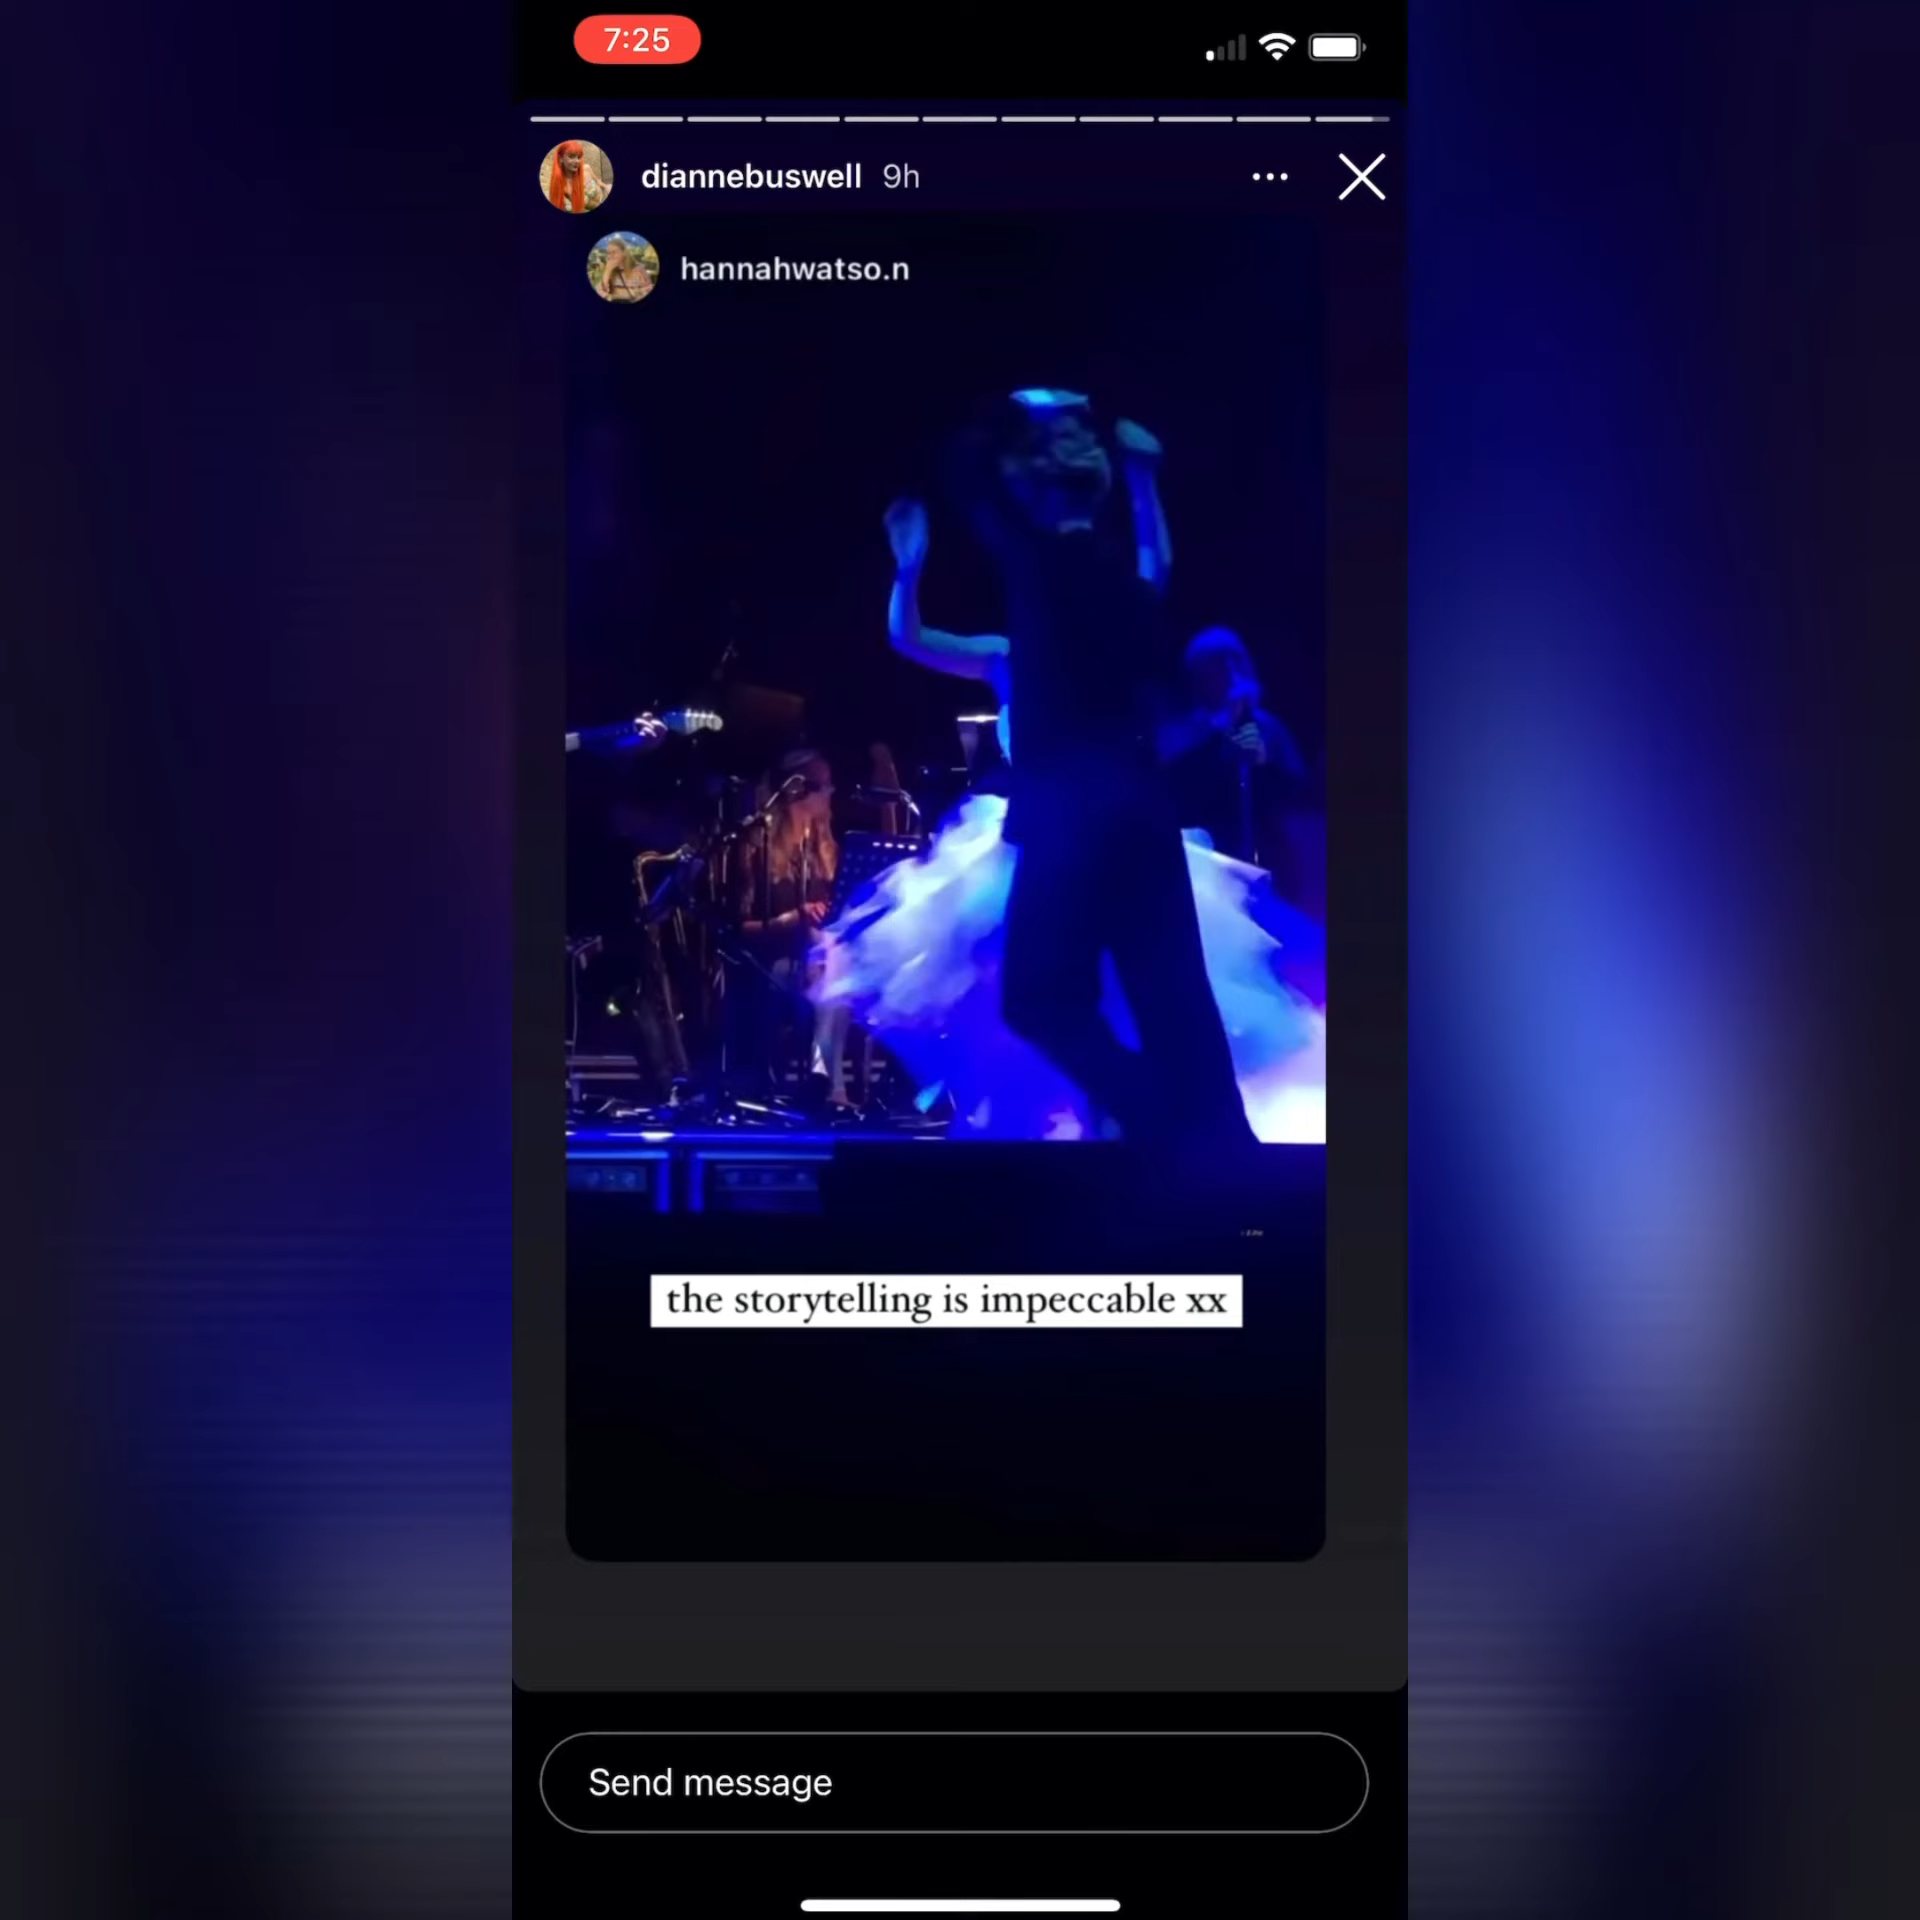 7:25
diannebuswell 9h
hannahwatso.n
the storytelling is impeccable xx
Send message